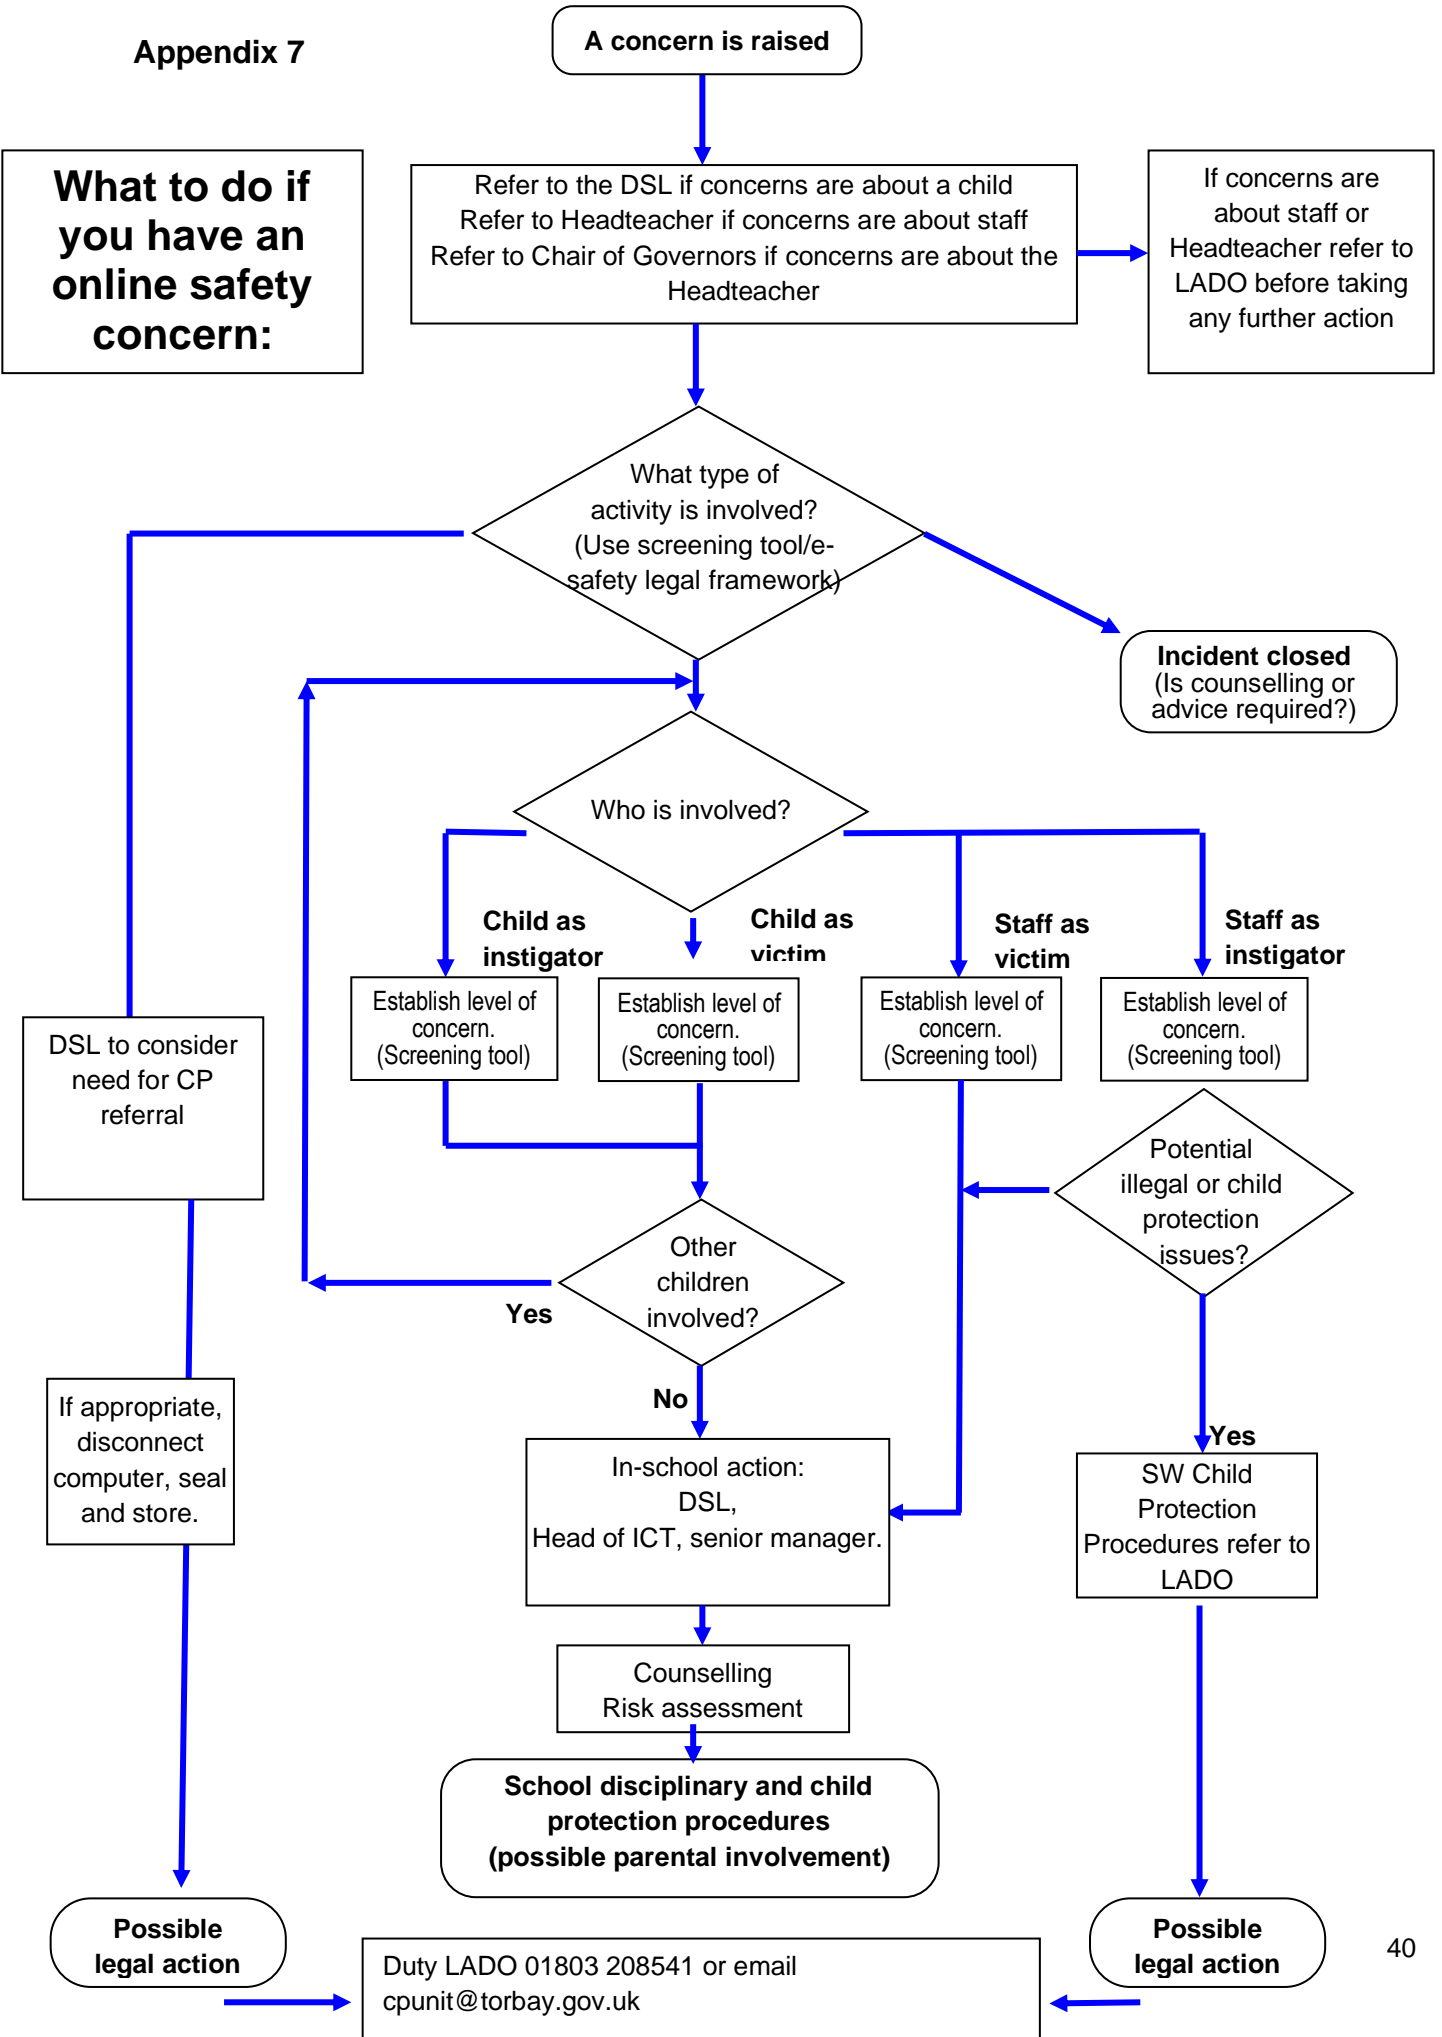 Appendix 7
A concern is raised
What to do if
you have an
online safety
concern:
Refer to the DSL if concerns are about a child
Refer to Headteacher if concerns are about staff
Refer to Chair of Governors if concerns are about the
Headteacher
If concerns are
about staff or
Headteacher refer to
LADO before taking
any further action
What type of
activity is involved?
(Use screening tool/e-
safety legal framework)
Incident closed
(Is counselling or
advice required?)
Who is involved?
Child as
instigator
Child as
victim
Staff as
victim
Staff as
instigator
Establish level of
concern.
(Screening tool)
Establish level of
concern.
(Screening tool)
Establish level of
concern.
(Screening tool)
Establish level of
concern.
(Screening tool)
DSL to consider
need for CP
referral
Potential
illegal or child
protection
issues?
Other
children
involved?
Yes
No
If appropriate,
disconnect
computer, seal
and store.
In-school action:
DSL,
Head of ICT, senior manager.
Yes
SW Child
Protection
Procedures refer to
LADO
Counselling
Risk assessment
School disciplinary and child
protection procedures
(possible parental involvement)
Possible
legal action
Possible
legal action
40
Duty LADO 01803 208541 or email
cpunit@torbay.gov.uk